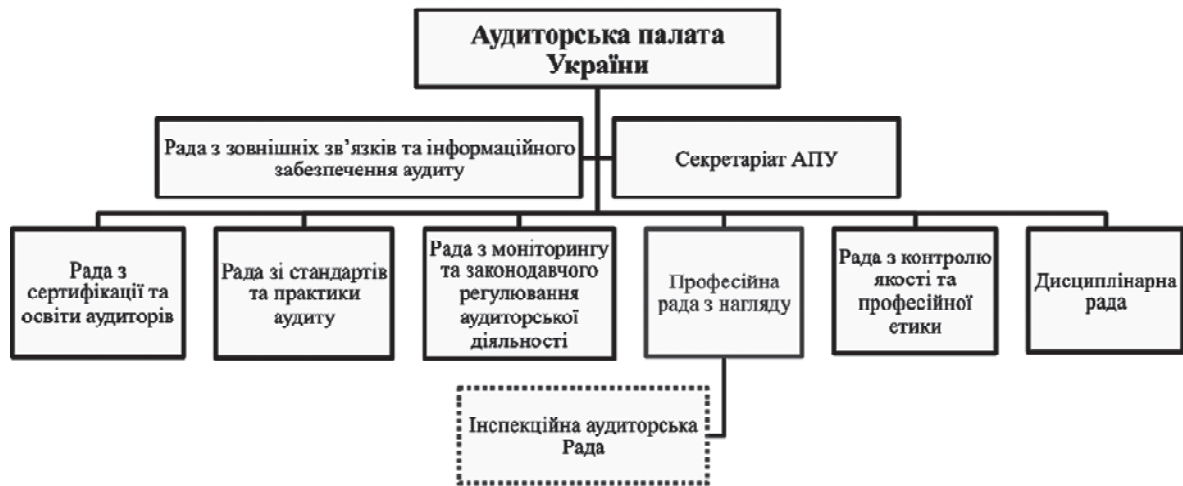 Аудиторська палата
України
Рада з зовнішніх зв’язків та інформаційного
забезпечення аудиту
Секретаріат АПУ
Рада з
сертифікації та
освіти аудиторів
Рада зі стандартів
та практики
аудиту
Рада з моніторингу
та законодавчого
регулювання
аудиторської
діяльності
Професійна
рада з нагляду
Рада з контролю
якості та
професійної
етики
Дисциплінарна
рада
Інспекційна аудиторська
Рада